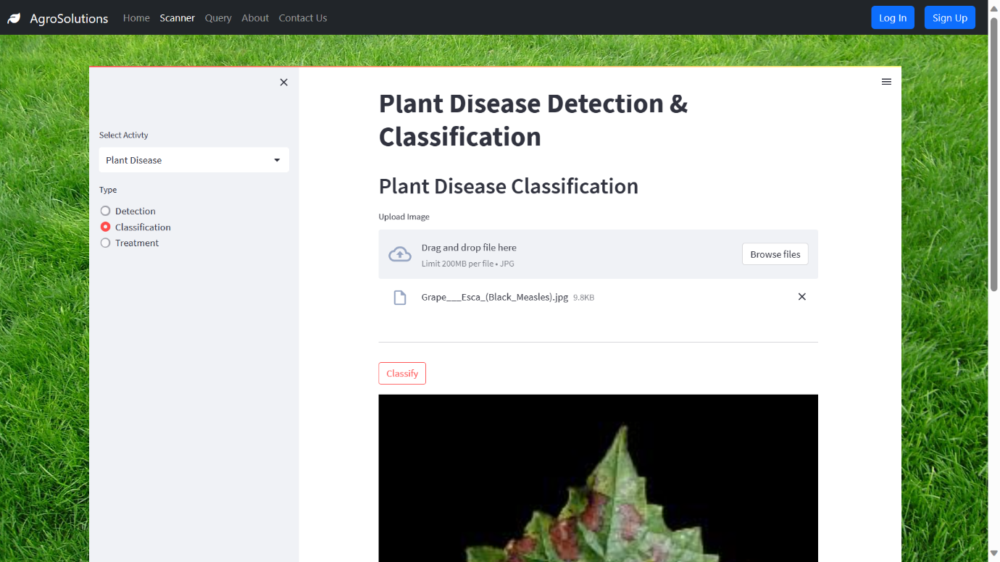 AgroSolutions Home Scanner Query About Contact Us Log In Sign Up
Select Activty
Plant Disease
Type
Detection
Classification
Treatment
Plant Disease Detection &
Classification
Plant Disease Classification
Upload Image
Drag and drop file here
Limit 200MB per file • JPG
Browse files
Grape___Esca_(Black_Measles).jpg 9.8KB
Classify